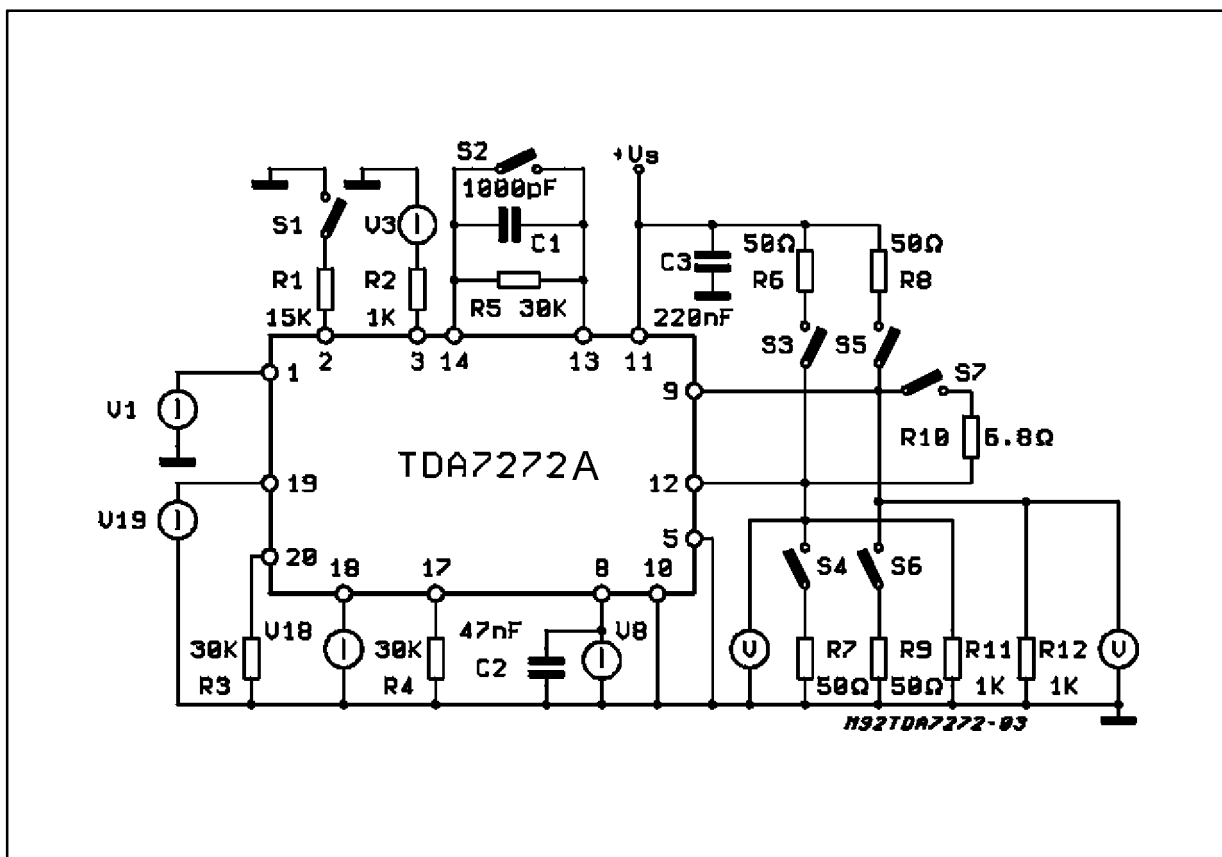 +Vs
S2
1000pF
S1
V3
C1
50Ω
50Ω
C3
R6
R8
R1
R2
R5 30K
15K
1K
220nF
2
3
14
13
11
S3
S5
1
9
S7
V1
R10
6.8Ω
TDA7272A
19
12
V19
5
20
18
17
8
10
S4
S6
V18
47nF
V8
30K
30K
C2
V
R7
R9
R11
R12
V
R3
R4
50Ω
50Ω
1K
1K
M92TDA7272-03